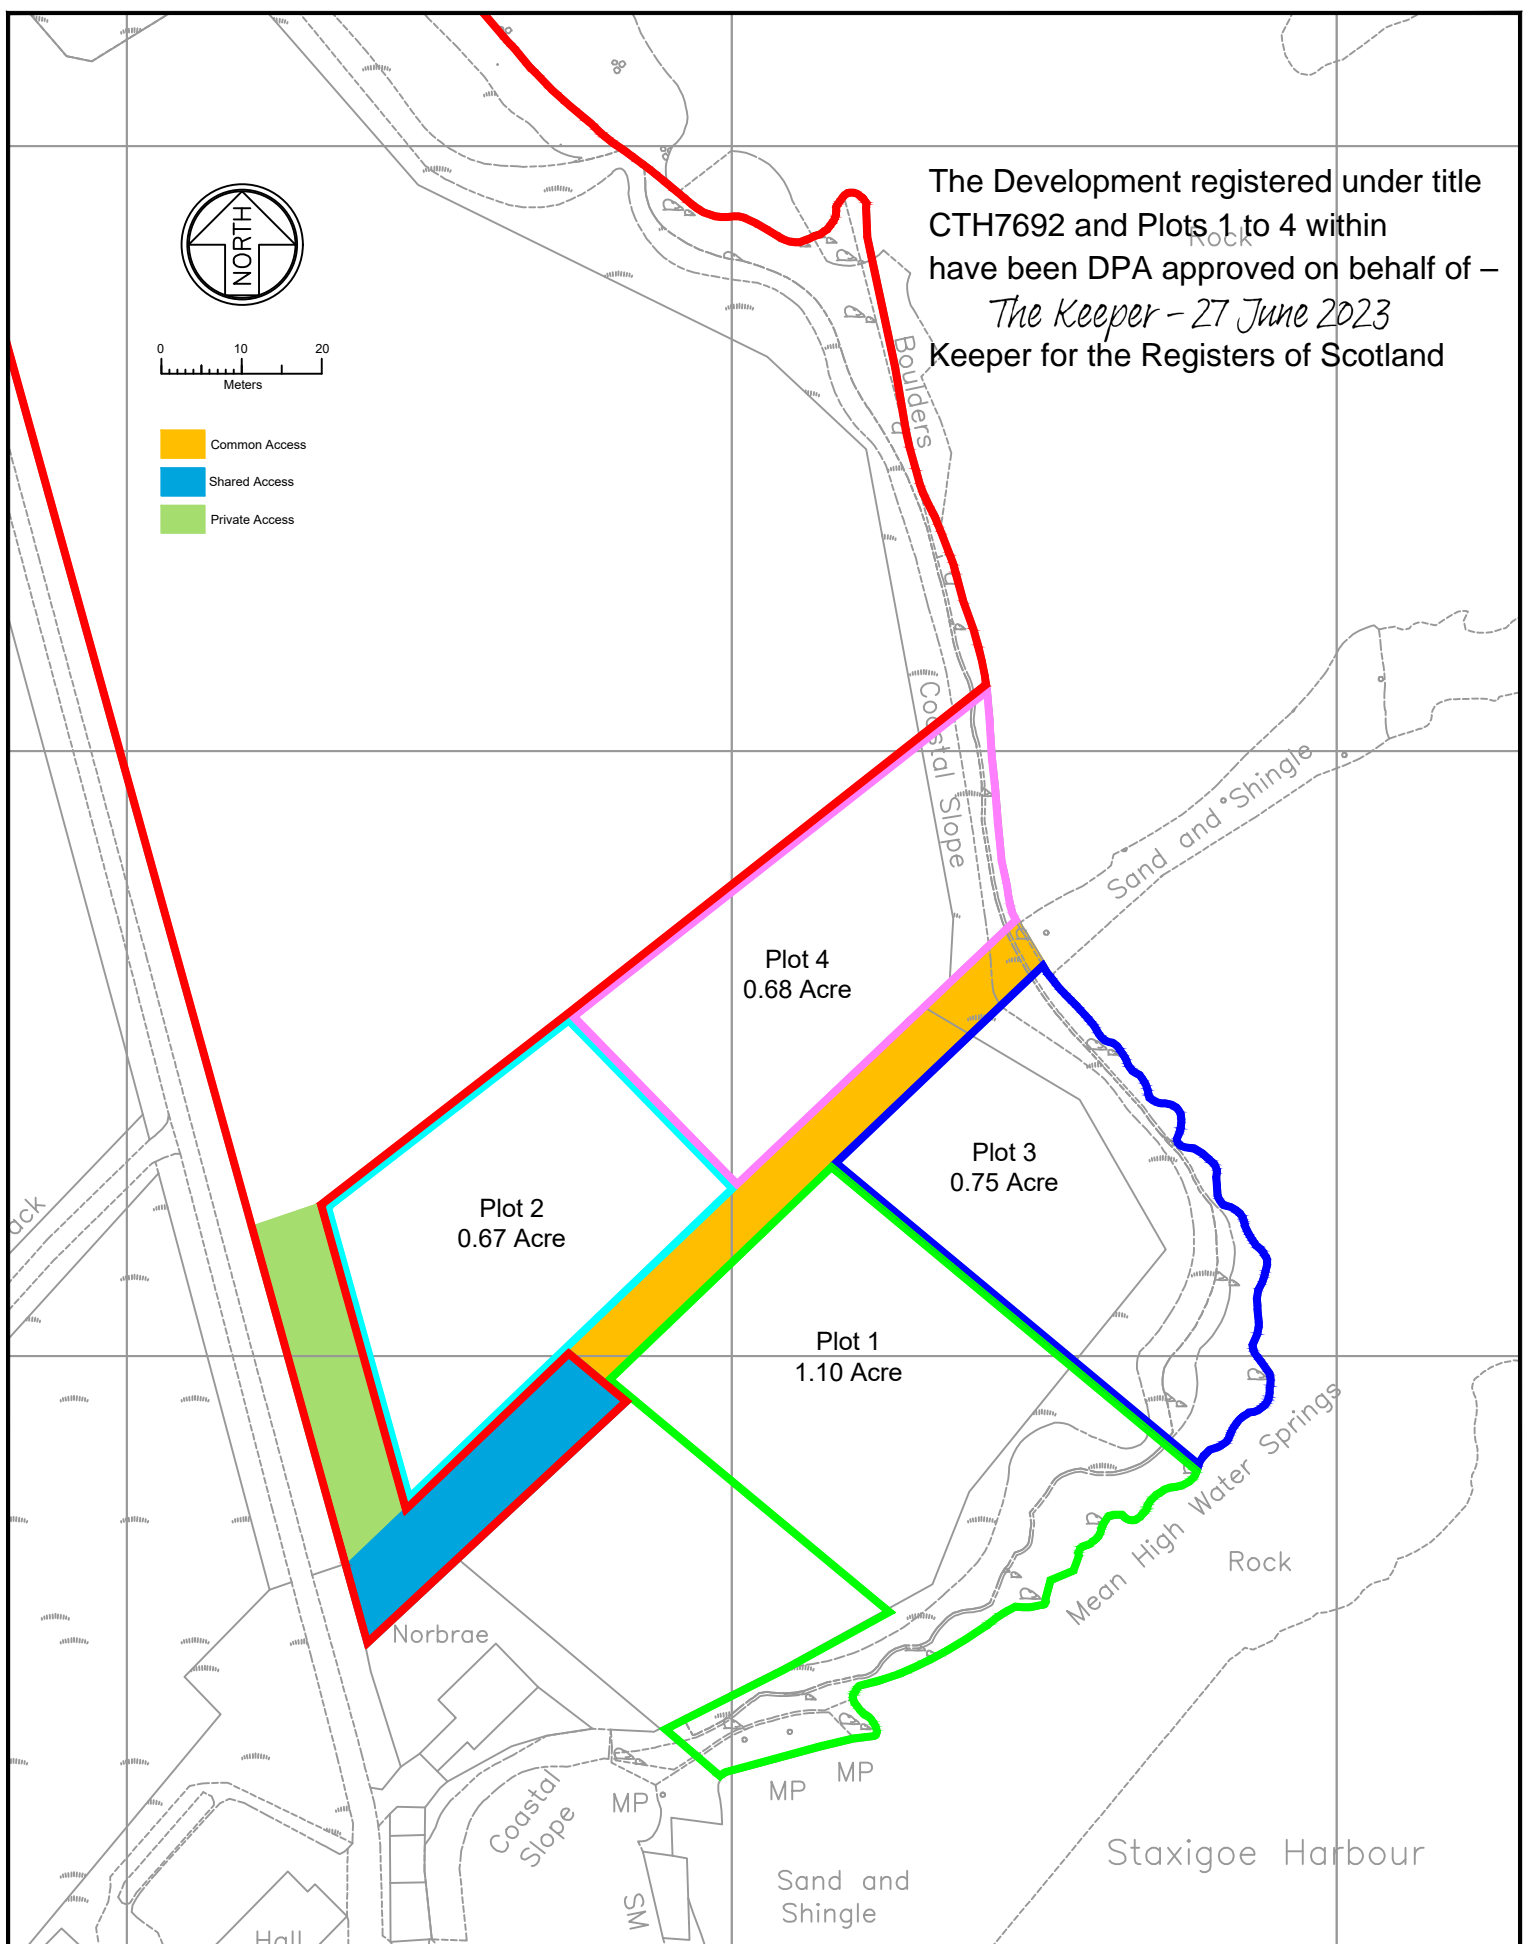 The Development registered under title
CTH7692 and Plots 1 to 4 within
Rock
have been DPA approved on behalf of –
The Keeper – 27 June 2023
Keeper for the Registers of Scotland
NORTH
0 10 20
Meters
Common Access
Shared Access
Private Access
Boulders
Coastal Slope
Sand and Shingle
Plot 4
0.68 Acre
Plot 3
0.75 Acre
Plot 2
0.67 Acre
Plot 1
1.10 Acre
ack
Mean High Water Springs
Rock
Norbrae
MP
MP
MP
Coastal
Slope
Staxigoe Harbour
Sand and
Shingle
SM
Hall